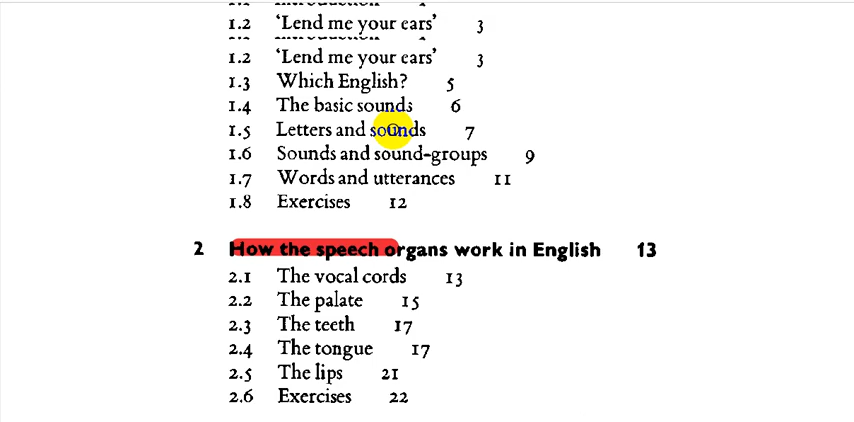 1.2 'Lend me your ears' 3
1.2 'Lend me your ears' 3
1.3 Which English? 5
1.4 The basic sounds 6
1.5 Letters and sounds 7
1.6 Sounds and sound-groups 9
1.7 Words and utterances 11
1.8 Exercises 12
2 How the speech organs work in English 13
2.1 The vocal cords 13
2.2 The palate 15
2.3 The teeth 17
2.4 The tongue 17
2.5 The lips 21
2.6 Exercises 22